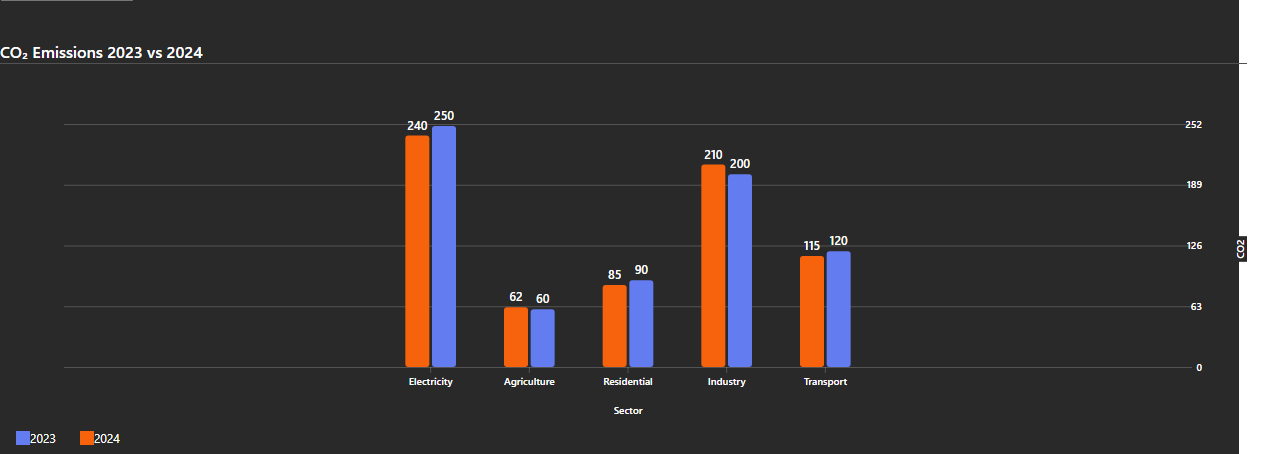 CO₂ Emissions 2023 vs 2024
250
240
252
210
200
189
120
115
126
CO2
90
85
62
60
63
0
Electricity
Agriculture
Residential
Industry
Transport
Sector
2023
2024